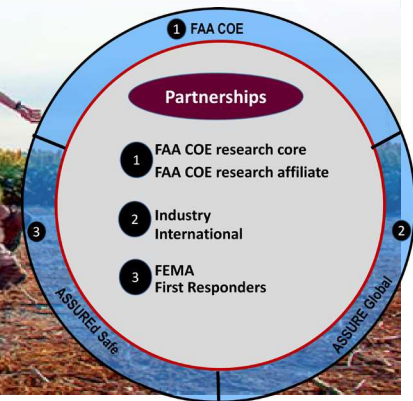 1 FAA COE
Partnerships
1 FAA COE research core
FAA COE research affiliate
2 Industry
International
3 FEMA
First Responders
3
ASSUREd Safe
2
ASSURE Global